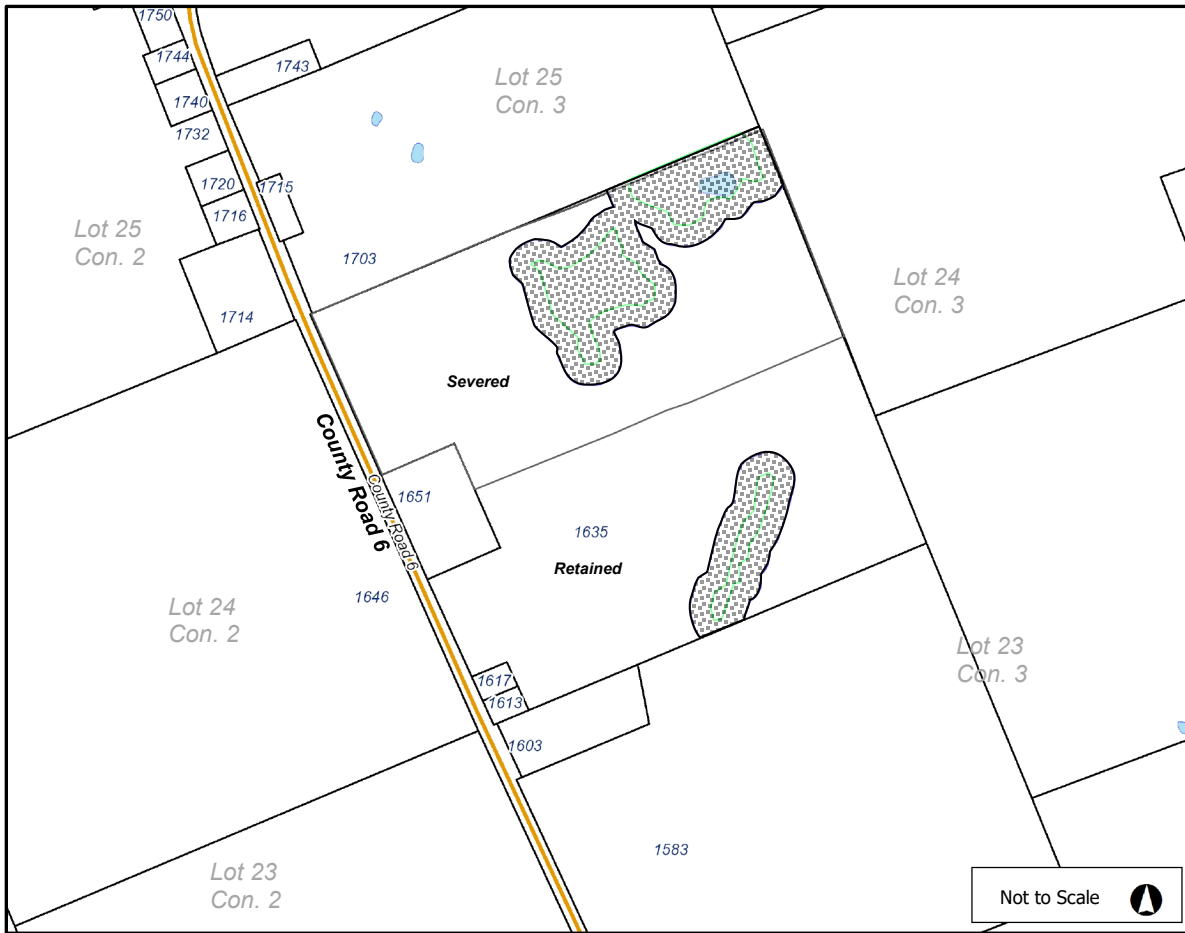 1750
1744
1743
1740
1732
1720
1715
1716
1703
1714
Lot 25
Con. 3
Lot 25
Con. 2
Lot 24
Con. 3
Severed
County Road 6
County Road 6
1651
1635
Retained
1646
Lot 24
Con. 2
Lot 23
Con. 3
1617
1613
1603
1583
Lot 23
Con. 2
Not to Scale